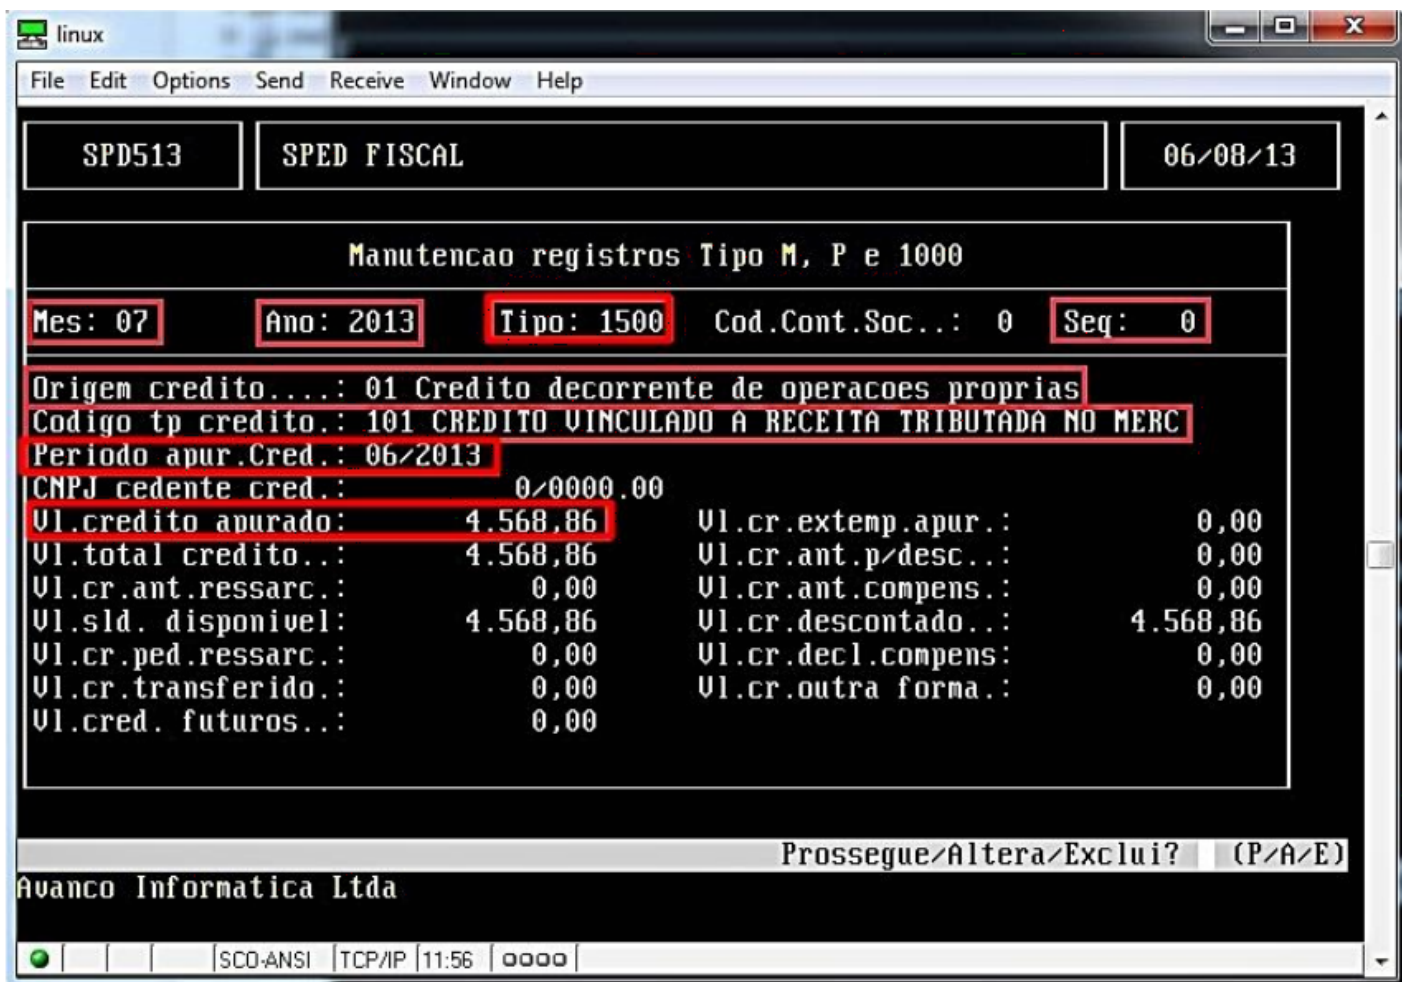 linux
File Edit Options Send Receive Window Help
SPD513 SPED FISCAL 06/08/13
Manutencao registros Tipo M, P e 1000
Mes: 07 Ano: 2013 Tipo: 1500 Cod.Cont.Soc..: 0 Seq: 0
Origem credito....: 01 Credito decorrente de operacoes proprias
Codigo tp credito.: 101 CREDITO VINCULADO A RECEITA TRIBUTADA NO MERC
Periodo apur.Cred.: 06/2013
CNPJ cedente cred.: 0/0000.00
Vl.credito apurado: 4.568,86 Vl.cr.extemp.apur.: 0,00
Vl.total credito..: 4.568,86 Vl.cr.ant.p/desc..: 0,00
Vl.cr.ant.ressarc.: 0,00 Vl.cr.ant.compens.: 0,00
Vl.sld. disponivel: 4.568,86 Vl.cr.descontado..: 4.568,86
Vl.cr.ped.ressarc.: 0,00 Vl.cr.decl.compens: 0,00
Vl.cr.transferido.: 0,00 Vl.cr.outra forma.: 0,00
Vl.cred. futuros..: 0,00
Prossegue/Altera/Exclui? (P/A/E)
Avanco Informatica Ltda
SCO-ANSI TCP/IP 11:56